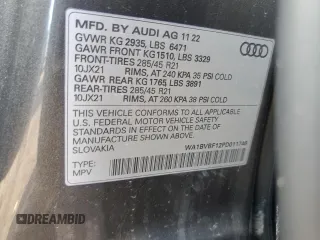 MFD. BY AUDI AG 11 22
GVWR KG 2935, LBS 6471
GAWR FRONT KG1510, LBS 3329
FRONT-TIRES 285/45 R21
10JX21 RIMS, AT 240 KPA 35 PSI COLD
GAWR REAR KG 1765, LBS 3891
REAR-TIRES 285/45 R21
10JX21 RIMS, AT 260 KPA 38 PSI COLD
THIS VEHICLE CONFORMS TO ALL APPLICABLE
U.S. FEDERAL MOTOR VEHICLE SAFETY
STANDARDS IN EFFECT ON THE DATE OF
MANUFACTURE SHOWN ABOVE.
SLOVAKIA
TYPE:
MPV
DREAMBID